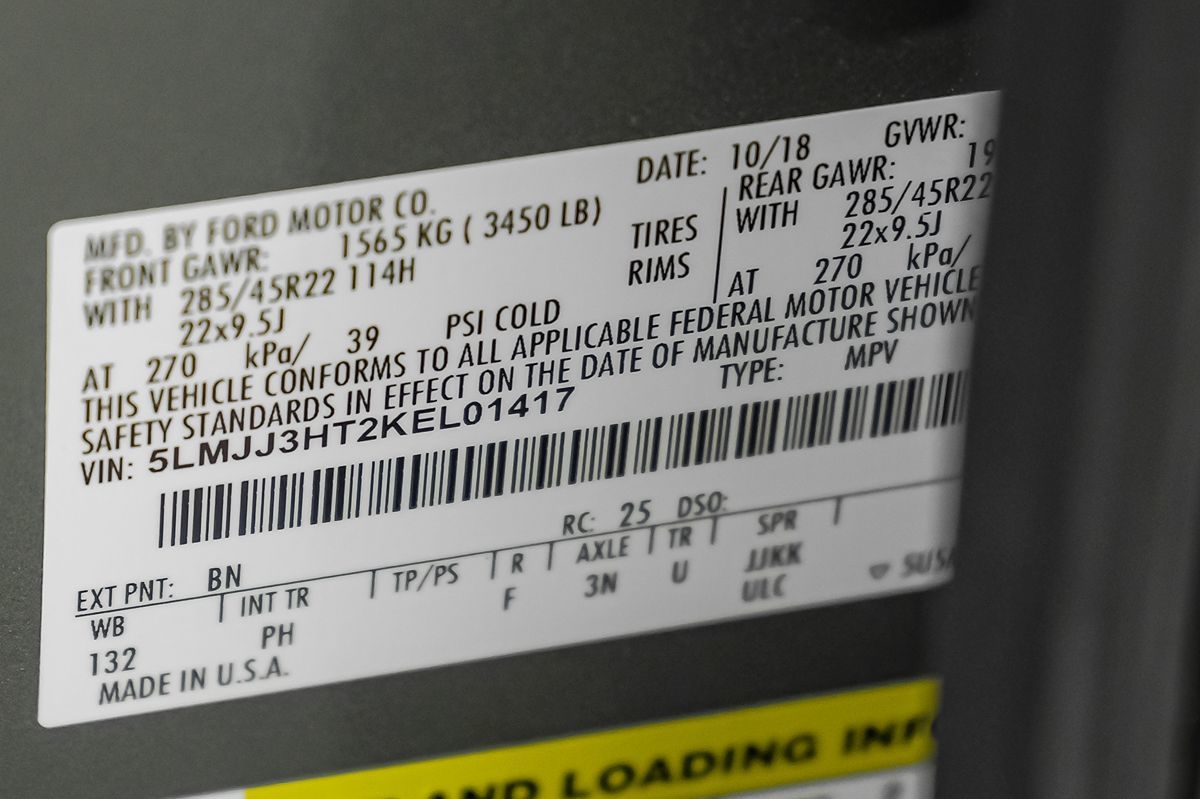 DATE: 10/18 GVWR:
MFD. BY FORD MOTOR CO.
FRONT GAWR: 1565 KG ( 3450 LB) REAR GAWR: 19
WITH 285/45R22 114H TIRES WITH 285/45R22
22x9.5J RIMS 22x9.5J
AT 270 kPa/ 39 PSI COLD AT 270 kPa/
THIS VEHICLE CONFORMS TO ALL APPLICABLE FEDERAL MOTOR VEHICLE
SAFETY STANDARDS IN EFFECT ON THE DATE OF MANUFACTURE SHOWN
VIN: 5LMJJ3HT2KEL01417 TYPE: MPV
EXT PNT: BN RC: 25 DSO:
WB INT TR TP/PS R AXLE TR SPR
132 PH F 3N U JJKK
ULC
MADE IN U.S.A.
AND LOADING INF